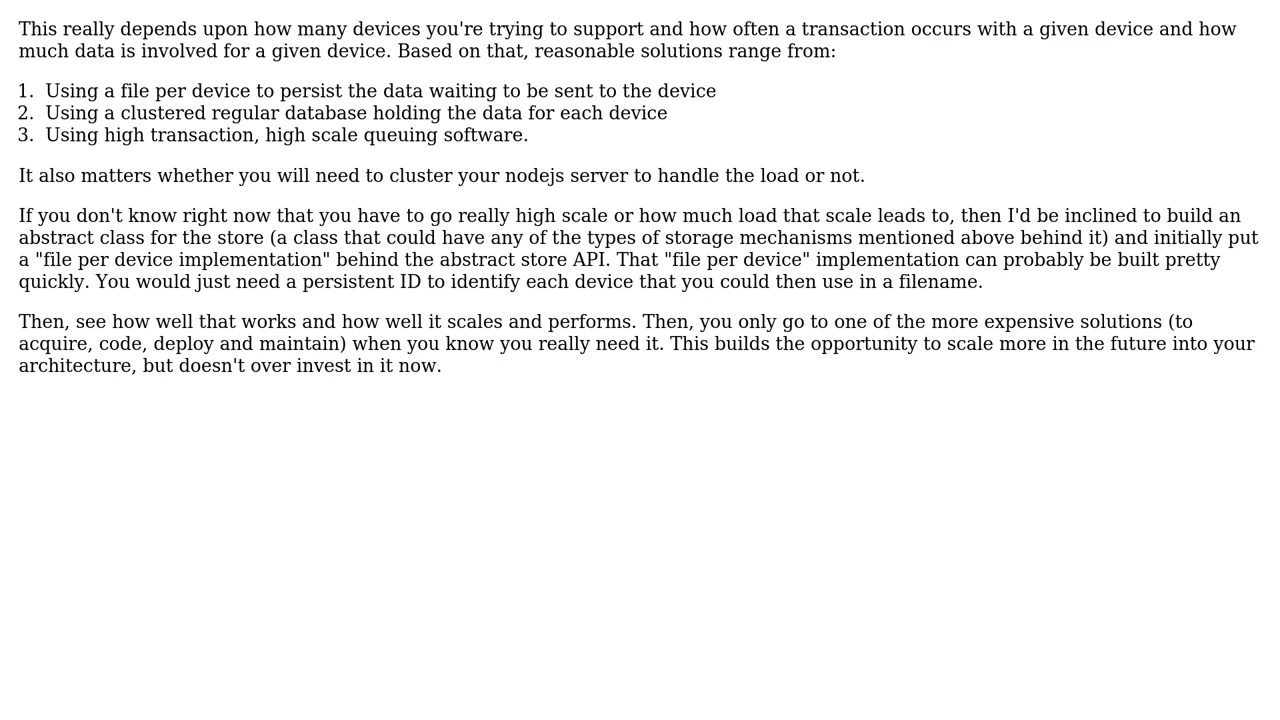 This really depends upon how many devices you're trying to support and how often a transaction occurs with a given device and how
much data is involved for a given device. Based on that, reasonable solutions range from:
1. Using a file per device to persist the data waiting to be sent to the device
2. Using a clustered regular database holding the data for each device
3. Using high transaction, high scale queuing software.
It also matters whether you will need to cluster your nodejs server to handle the load or not.
If you don't know right now that you have to go really high scale or how much load that scale leads to, then I'd be inclined to build an
abstract class for the store (a class that could have any of the types of storage mechanisms mentioned above behind it) and initially put
a "file per device implementation" behind the abstract store API. That "file per device" implementation can probably be built pretty
quickly. You would just need a persistent ID to identify each device that you could then use in a filename.
Then, see how well that works and how well it scales and performs. Then, you only go to one of the more expensive solutions (to
acquire, code, deploy and maintain) when you know you really need it. This builds the opportunity to scale more in the future into your
architecture, but doesn't over invest in it now.